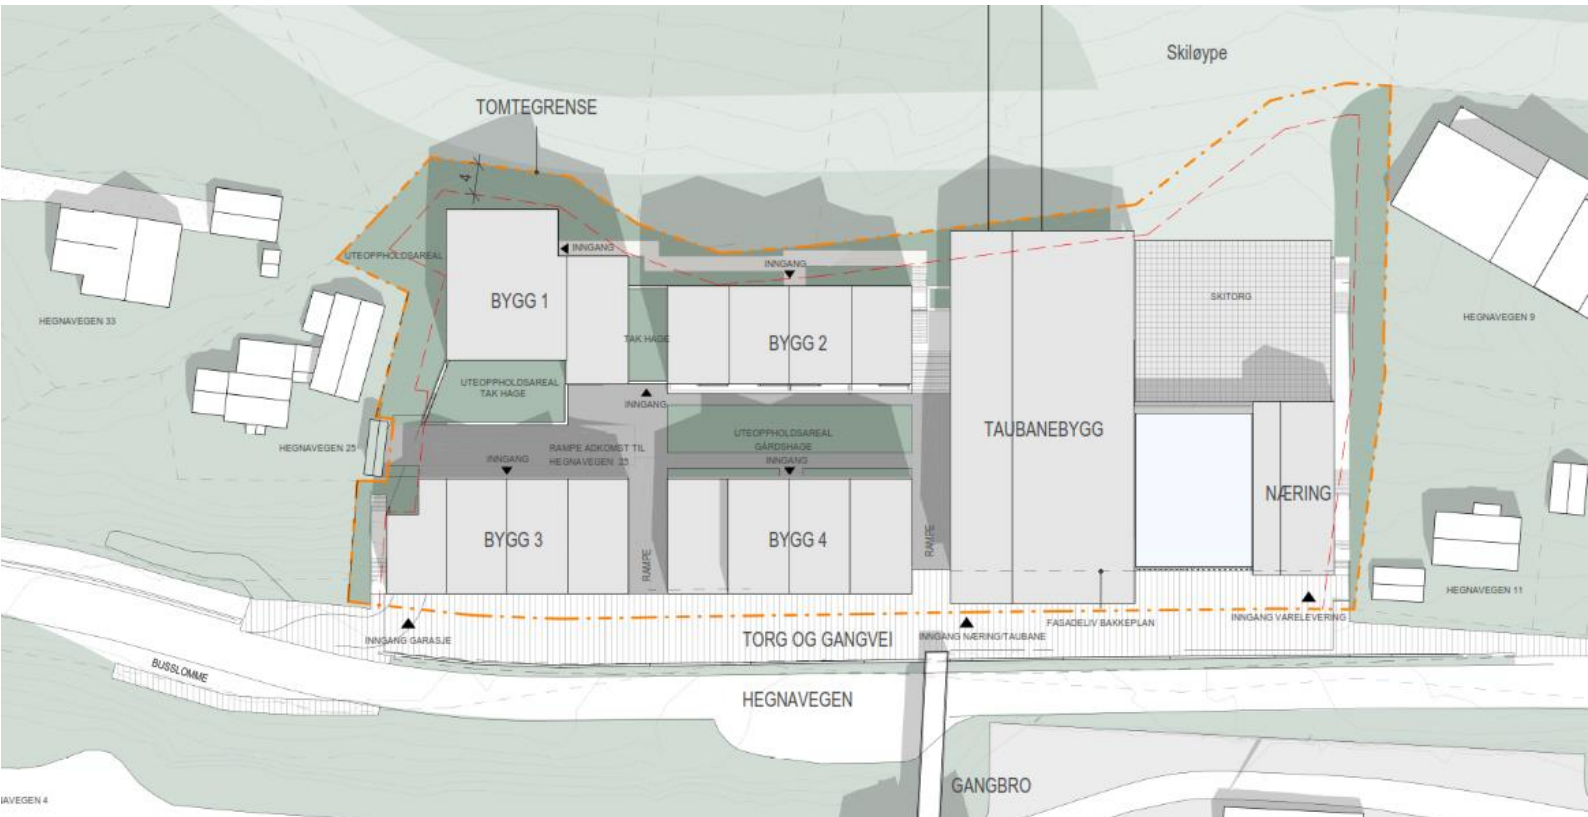 Skiløype
TOMTEGRENSE
4
INNGANG
UTEOPPHOLDSAREAL
INNGANG
BYGG 1
SKITORG
HEGNAVEGEN 33
HEGNAVEGEN 9
TAK HAGE
BYGG 2
UTEOPPHOLDSAREAL
TAK HAGE
INNGANG
TAUBANEBYGG
UTEOPPHOLDSAREAL
GÅRDSHAGE
HEGNAVEGEN 25
RAMPE ADKOMST TIL
HEGNAVEGEN 25
INNGANG
INNGANG
NÆRING
BYGG 3
BYGG 4
RAMPE
RAMPE
HEGNAVEGEN 11
INNGANG GARASJE
TORG OG GANGVEI
INNGANG NÆRING/TAUBANE
FASADELIV BAKKEPLAN
INNGANG VARELEVERING
BUSSLOMME
HEGNAVEGEN
GANGBRO
NAVEGEN 4